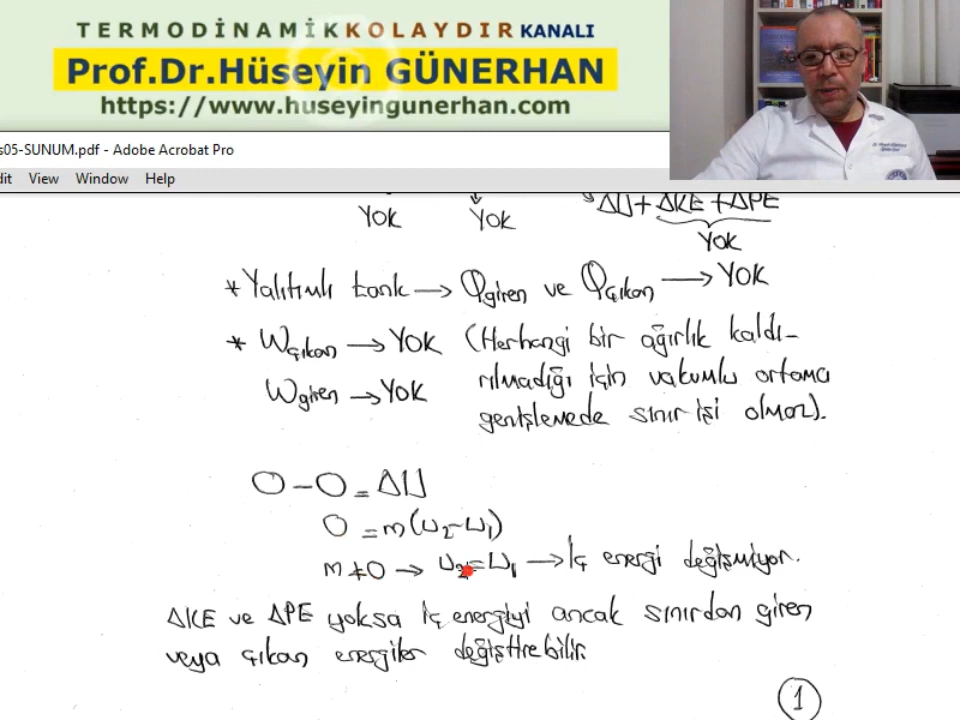 TERMODİNAMİKKOLAYDIR KANALI
Prof.Dr.Hüseyin GÜNERHAN
https://www.huseyingunerhan.com
s05-SUNUM.pdf - Adobe Acrobat Pro
dit View Window Help
Yok Yok ΔU + ΔKE + ΔPE
Yok
* Yalıtımlı tank → Qgiren ve Qçıkan → YOK
* Wçıkan → YOK (Herhangi bir ağırlık kaldı-
Wgiren → YOK rılmadığı için vakumlu ortama
genişlemede sınır işi olmaz).
0 - 0 = ΔU
0 = m(u2-u1)
m ≠ 0 → u2 = u1 → İç energi değişmiyor.
ΔKE ve ΔPE yoksa iç energiyi ancak sınırdan giren
veya çıkan energiler değiştirebilir.
1